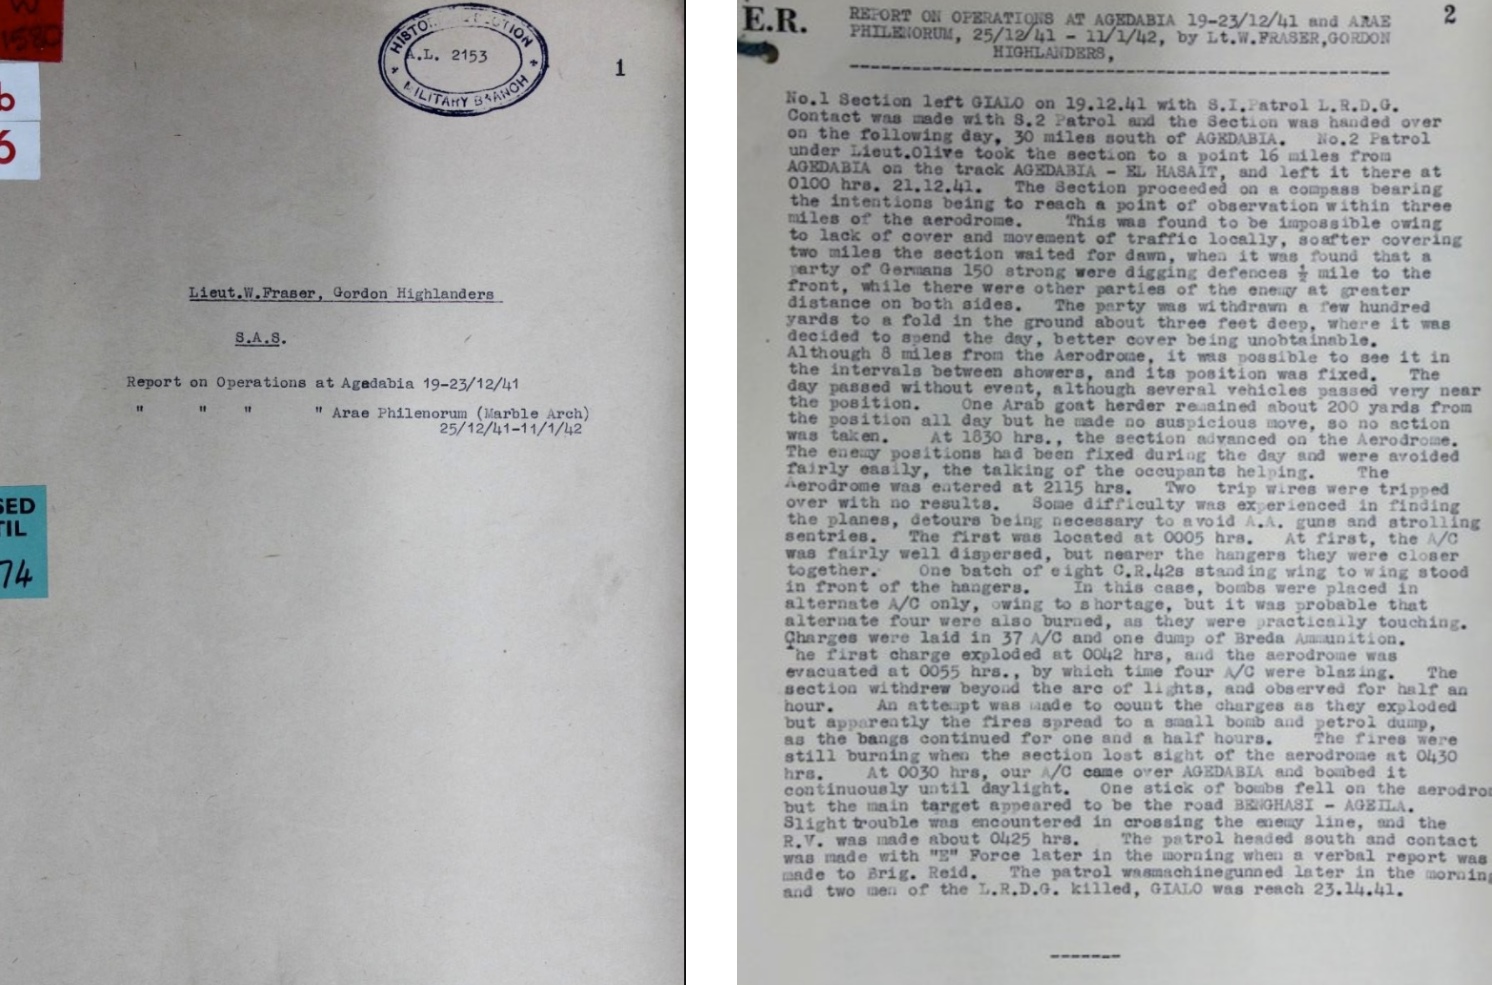 W
1580
b
6
HISTORICAL SECTION
A.L. 2153
MILITARY BRANCH
1
Lieut.W.Fraser, Gordon Highlanders
S.A.S.
Report on Operations at Agedabia 19-23/12/41
" " " " Arae Philenorum (Marble Arch)
25/12/41-11/1/42
SED
TIL
74
E.R.
2
REPORT ON OPERATIONS AT AGEDABIA 19-23/12/41 and ARAE
PHILENORUM, 25/12/41 - 11/1/42, by Lt.W.FRASER,GORDON
HIGHLANDERS,
No.1 Section left GIALO on 19.12.41 with S.I.Patrol L.R.D.G.
Contact was made with S.2 Patrol and the Section was handed over
on the following day, 30 miles south of AGEDABIA. No.2 Patrol
under Lieut.Olive took the section to a point 16 miles from
AGEDABIA on the track AGEDABIA - EL HASAIT, and left it there at
0100 hrs. 21.12.41. The Section proceeded on a compass bearing
the intentions being to reach a point of observation within three
miles of the aerodrome. This was found to be impossible owing
to lack of cover and movement of traffic locally, soafter covering
two miles the section waited for dawn, when it was found that a
party of Germans 150 strong were digging defences ½ mile to the
front, while there were other parties of the enemy at greater
distance on both sides. The party was withdrawn a few hundred
yards to a fold in the ground about three feet deep, where it was
decided to spend the day, better cover being unobtainable.
Although 8 miles from the Aerodrome, it was possible to see it in
the intervals between showers, and its position was fixed. The
day passed without event, although several vehicles passed very near
the position. One Arab goat herder remained about 200 yards from
the position all day but he made no suspicious move, so no action
was taken. At 1830 hrs., the section advanced on the Aerodrome.
The enemy positions had been fixed during the day and were avoided
fairly easily, the talking of the occupants helping. The
Aerodrome was entered at 2115 hrs. Two trip wires were tripped
over with no results. Some difficulty was experienced in finding
the planes, detours being necessary to avoid A.A. guns and strolling
sentries. The first was located at 0005 hrs. At first, the A/C
was fairly well dispersed, but nearer the hangers they were closer
together. One batch of eight C.R.42s standing wing to wing stood
in front of the hangers. In this case, bombs were placed in
alternate A/C only, owing to shortage, but it was probable that
alternate four were also burned, as they were practically touching.
Charges were laid in 37 A/C and one dump of Breda Ammunition.
The first charge exploded at 0042 hrs, and the aerodrome was
evacuated at 0055 hrs., by which time four A/C were blazing. The
section withdrew beyond the arc of lights, and observed for half an
hour. An attempt was made to count the charges as they exploded
but apparently the fires spread to a small bomb and petrol dump,
as the bangs continued for one and a half hours. The fires were
still burning when the section lost sight of the aerodrome at 0430
hrs. At 0030 hrs, our A/C came over AGEDABIA and bombed it
continuously until daylight. One stick of bombs fell on the aerodro
but the main target appeared to be the road BENGHASI - AGEILA.
Slight trouble was encountered in crossing the enemy line, and the
R.V. was made about 0425 hrs. The patrol headed south and contact
was made with "E" Force later in the morning when a verbal report was
made to Brig. Reid. The patrol wasmachinegunned later in the morning
and two men of the L.R.D.G. killed, GIALO was reach 23.14.41.